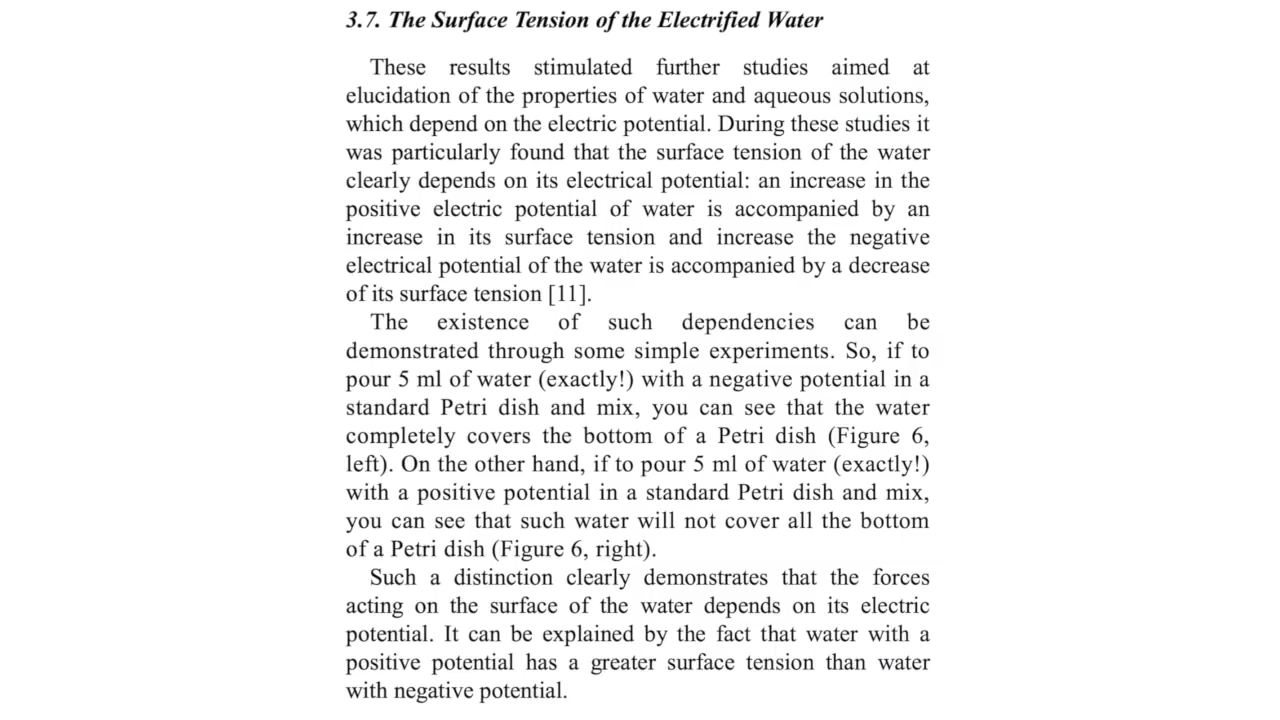 3.7. The Surface Tension of the Electrified Water
These results stimulated further studies aimed at
elucidation of the properties of water and aqueous solutions,
which depend on the electric potential. During these studies it
was particularly found that the surface tension of the water
clearly depends on its electrical potential: an increase in the
positive electric potential of water is accompanied by an
increase in its surface tension and increase the negative
electrical potential of the water is accompanied by a decrease
of its surface tension [11].
The existence of such dependencies can be
demonstrated through some simple experiments. So, if to
pour 5 ml of water (exactly!) with a negative potential in a
standard Petri dish and mix, you can see that the water
completely covers the bottom of a Petri dish (Figure 6,
left). On the other hand, if to pour 5 ml of water (exactly!)
with a positive potential in a standard Petri dish and mix,
you can see that such water will not cover all the bottom
of a Petri dish (Figure 6, right).
Such a distinction clearly demonstrates that the forces
acting on the surface of the water depends on its electric
potential. It can be explained by the fact that water with a
positive potential has a greater surface tension than water
with negative potential.